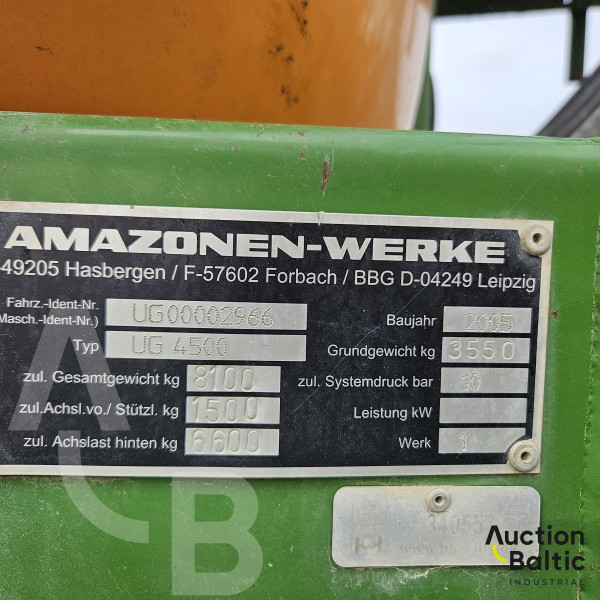 AMAZONEN-WERKE
-49205 Hasbergen / F-57602 Forbach / BBG D-04249 Leipzig
Fahrz.-Ident-Nr.
Masch.-Ident-Nr.) UG00002966
Typ UG 4500
zul. Gesamtgewicht kg 8100
zul.Achsl.vo./ Stützl. kg 1500
zul. Achslast hinten kg 6600
Baujahr 2005
Grundgewicht kg 3550
zul. Systemdruck bar 10
Leistung kW
Werk 1
34055
AB
Auction
Baltic
INDUSTRIAL